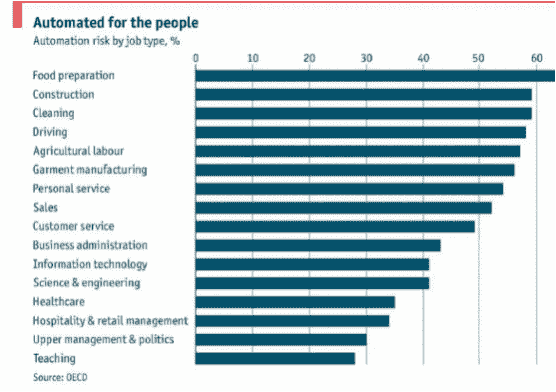 Automated for the people
Automation risk by job type, %
0 10 20 30 40 50 60
Food preparation
Construction
Cleaning
Driving
Agricultural labour
Garment manufacturing
Personal service
Sales
Customer service
Business administration
Information technology
Science & engineering
Healthcare
Hospitality & retail management
Upper management & politics
Teaching
Source: OECD